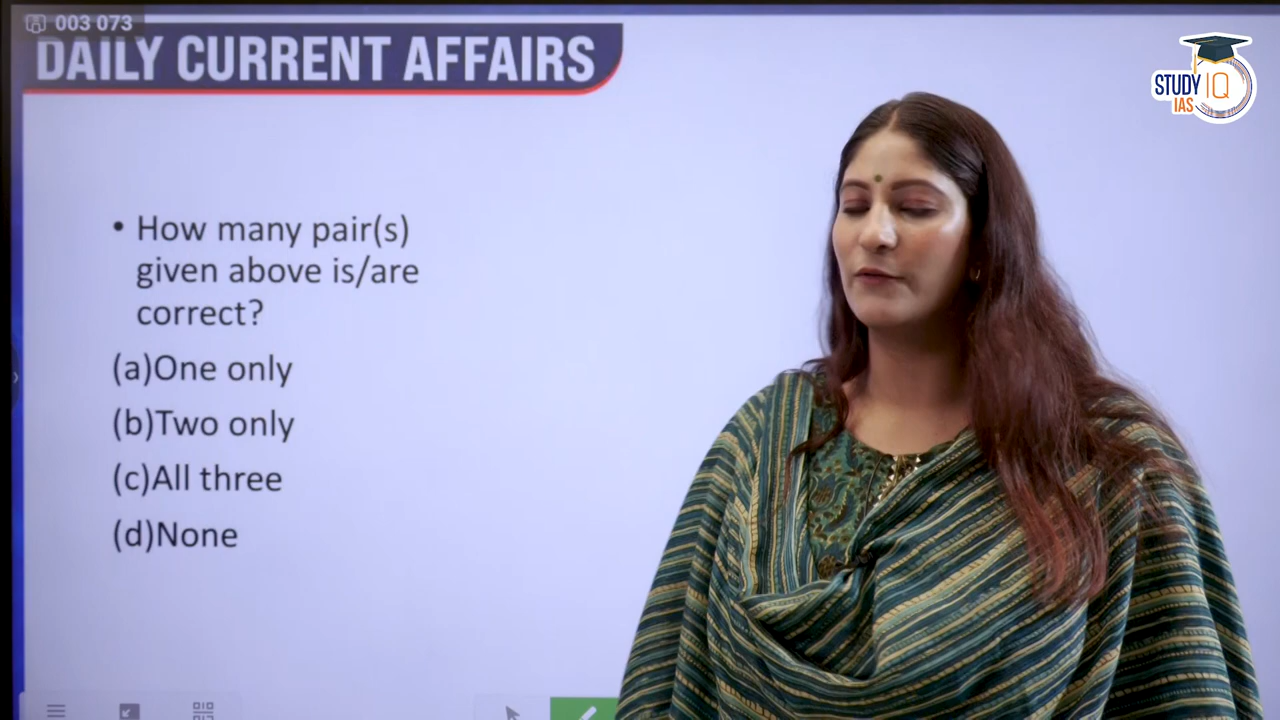 003 073
DAILY CURRENT AFFAIRS
STUDY IQ
IAS
• How many pair(s)
given above is/are
correct?
(a)One only
(b)Two only
(c)All three
(d)None